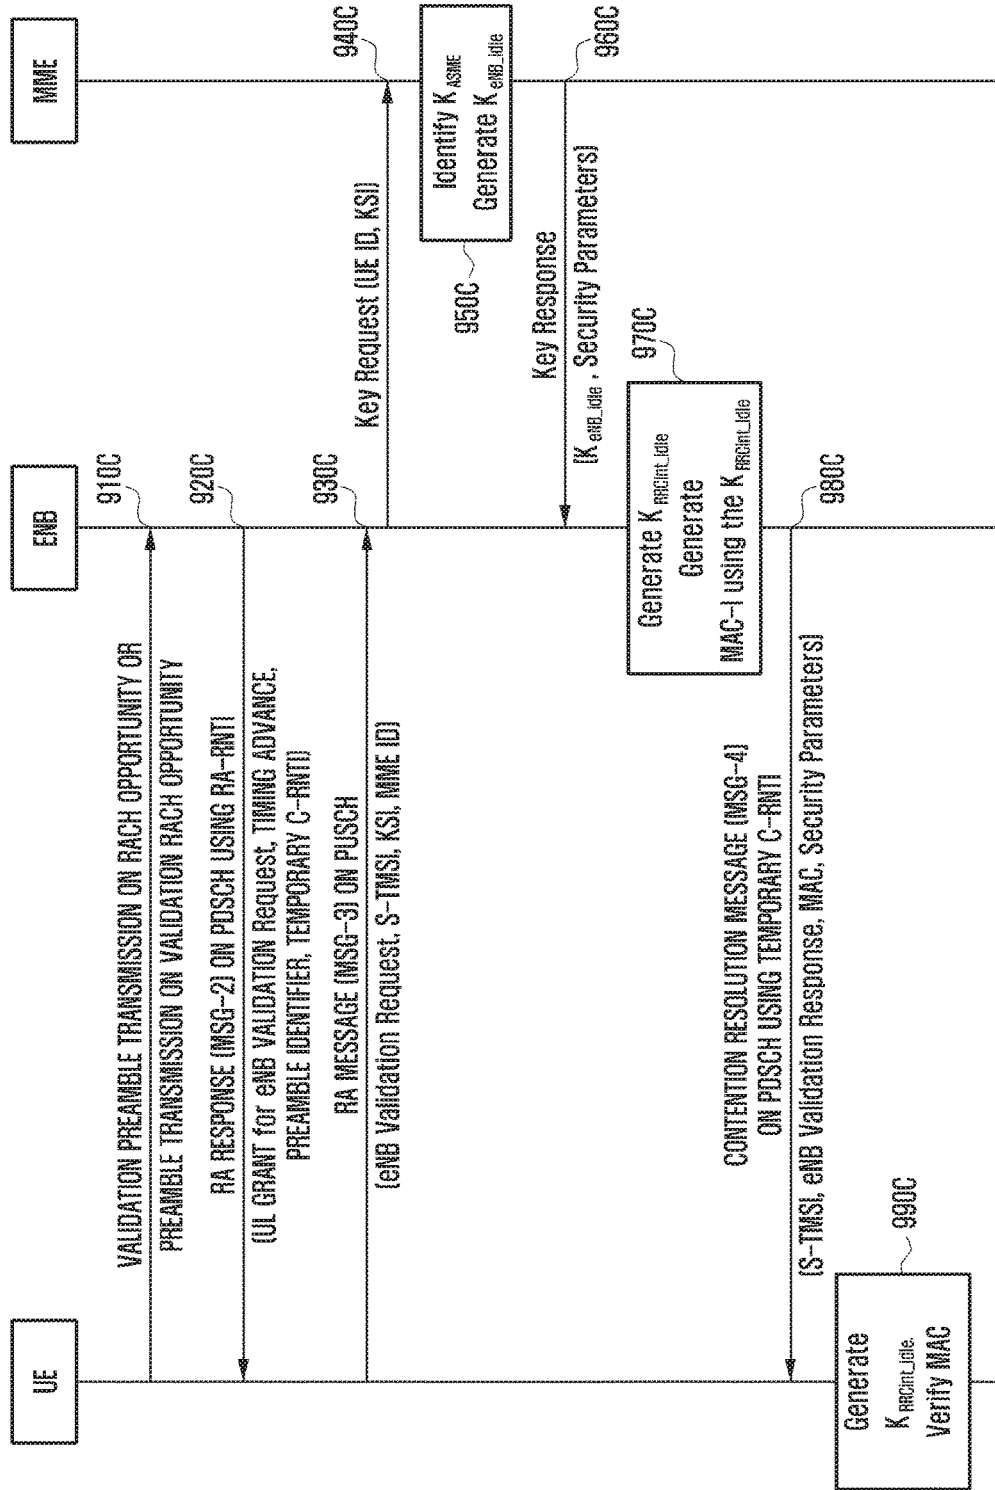 UE
ENB
MME
VALIDATION PREAMBLE TRANSMISSION ON RACH OPPORTUNITY OR
PREAMBLE TRANSMISSION ON VALIDATION RACH OPPORTUNITY
910C
RA RESPONSE (MSG-2) ON PDSCH USING RA-RNTI
(UL GRANT for eNB VALIDATION Request, TIMING ADVANCE,
PREAMBLE IDENTIFIER, TEMPORARY C-RNTI)
920C
RA MESSAGE (MSG-3) ON PUSCH
(eNB Validation Request, S-TMSI, KSI, MME ID)
930C
Key Request (UE ID, KSI)
940C
Identify K ASME
Generate K eNB_idle
950C
Key Response
(K eNB_idle , Security Parameters)
960C
Generate K RRCint_idle
Generate
MAC-I using the K RRCint_idle
970C
CONTENTION RESOLUTION MESSAGE (MSG-4)
ON PDSCH USING TEMPORARY C-RNTI
(S-TMSI, eNB Validation Response, MAC, Security Parameters)
980C
Generate
K RRCint_idle.
Verify MAC
990C